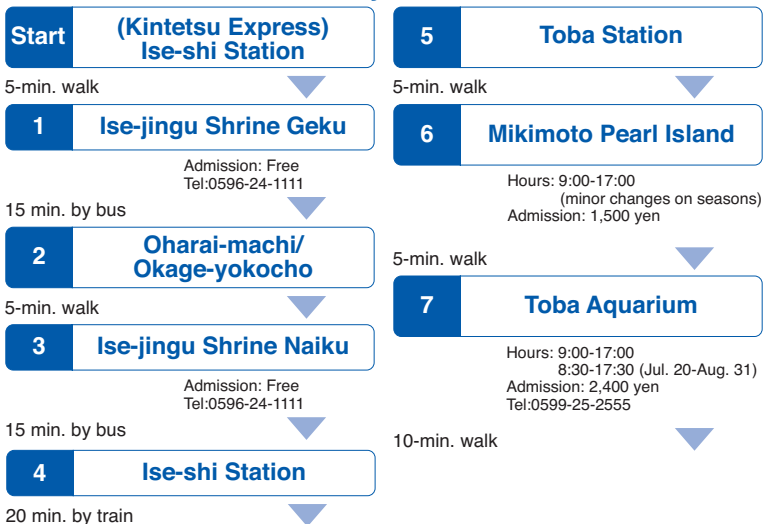 Start
(Kintetsu Express)
Ise-shi Station
5-min. walk
1
Ise-jingu Shrine Geku
Admission: Free
Tel:0596-24-1111
15 min. by bus
2
Oharai-machi/
Okage-yokocho
5-min. walk
3
Ise-jingu Shrine Naiku
Admission: Free
Tel:0596-24-1111
15 min. by bus
4
Ise-shi Station
20 min. by train
5
Toba Station
5-min. walk
6
Mikimoto Pearl Island
Hours: 9:00-17:00
(minor changes on seasons)
Admission: 1,500 yen
5-min. walk
7
Toba Aquarium
Hours: 9:00-17:00
8:30-17:30 (Jul. 20-Aug. 31)
Admission: 2,400 yen
Tel:0599-25-2555
10-min. walk